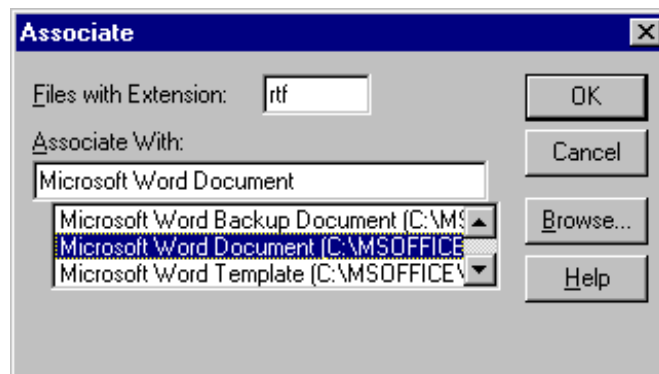 Associate
Files with Extension: rtf
OK
Associate With:
Cancel
Microsoft Word Document
Microsoft Word Backup Document (C:\MS
Browse...
Microsoft Word Document (C:\MSOFFICE
Microsoft Word Template (C:\MSOFFICE\
Help